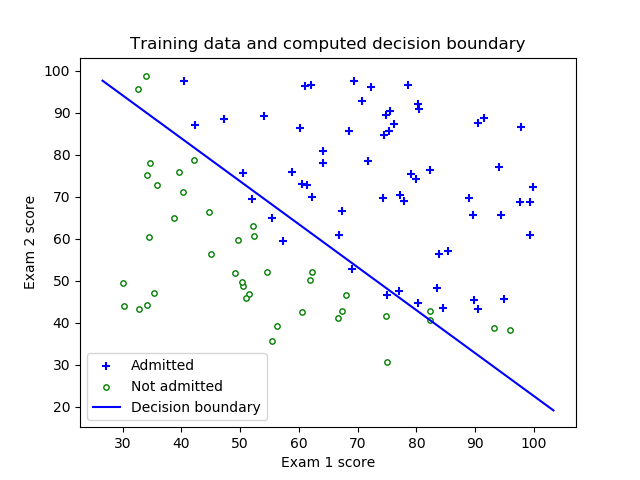 Training data and computed decision boundary
100
90
80
70
60
50
40
30
20
Exam 2 score
Admitted
Not admitted
Decision boundary
30 40 50 60 70 80 90 100
Exam 1 score